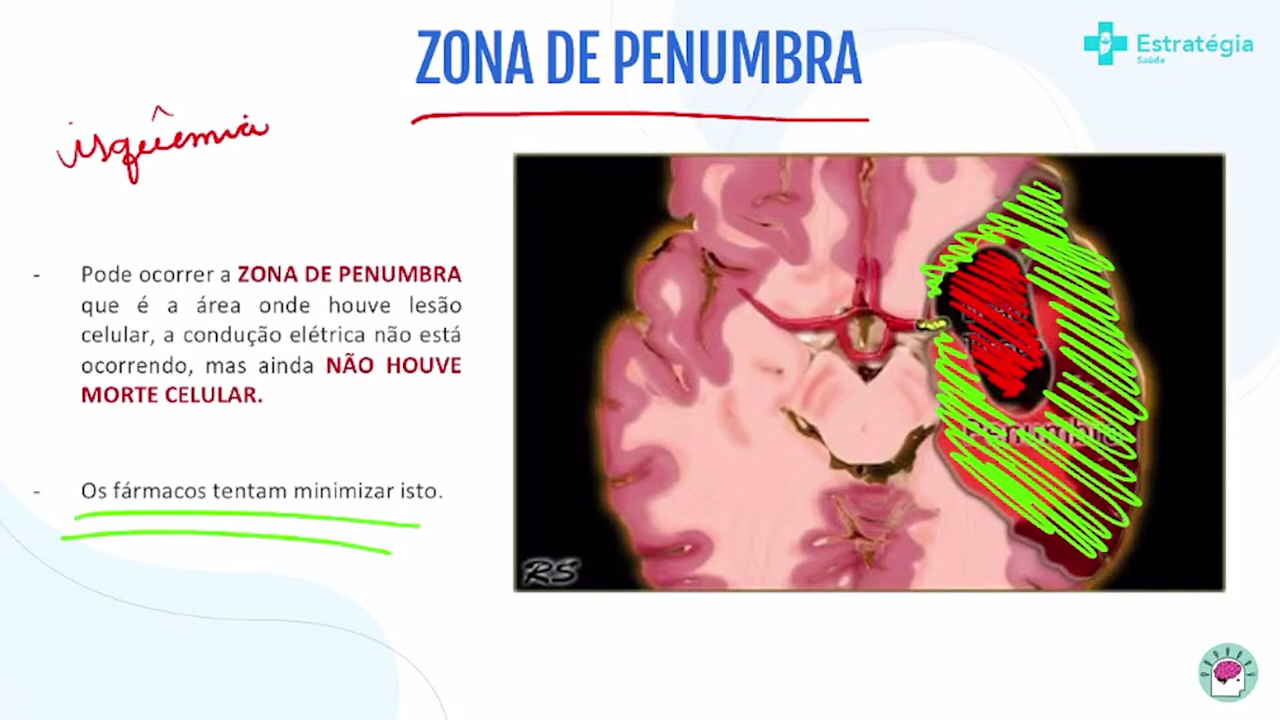 ZONA DE PENUMBRA
Estratégia
Saúde
isquêmia
- Pode ocorrer a ZONA DE PENUMBRA
que é a área onde houve lesão
celular, a condução elétrica não está
ocorrendo, mas ainda NÃO HOUVE
MORTE CELULAR.
- Os fármacos tentam minimizar isto.
Penumbra
RS